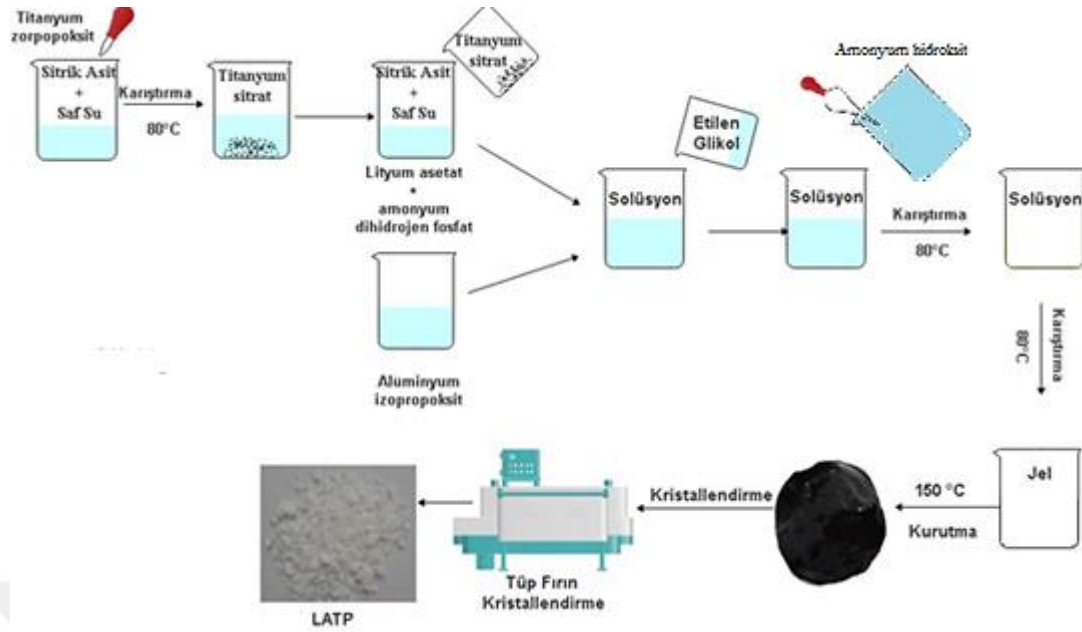 Titanyum
zorpopoksit
Sitrik Asit
+
Saf Su
Karıştırma
80°C
Titanyum
sitrat
Sitrik Asit
+
Saf Su
Titanyum
sitrat
Lityum asetat
+
amonyum
dihidrojen fosfat
Alüminyum
izopropoksit
Solüsyon
Etilen
Glikol
Solüsyon
Amonyum hidroksit
Karıştırma
80°C
Solüsyon
Karıştırma
80°C
Jel
150 °C
Kurutma
Kristallendirme
Tüp Fırın
Kristallendirme
LATP